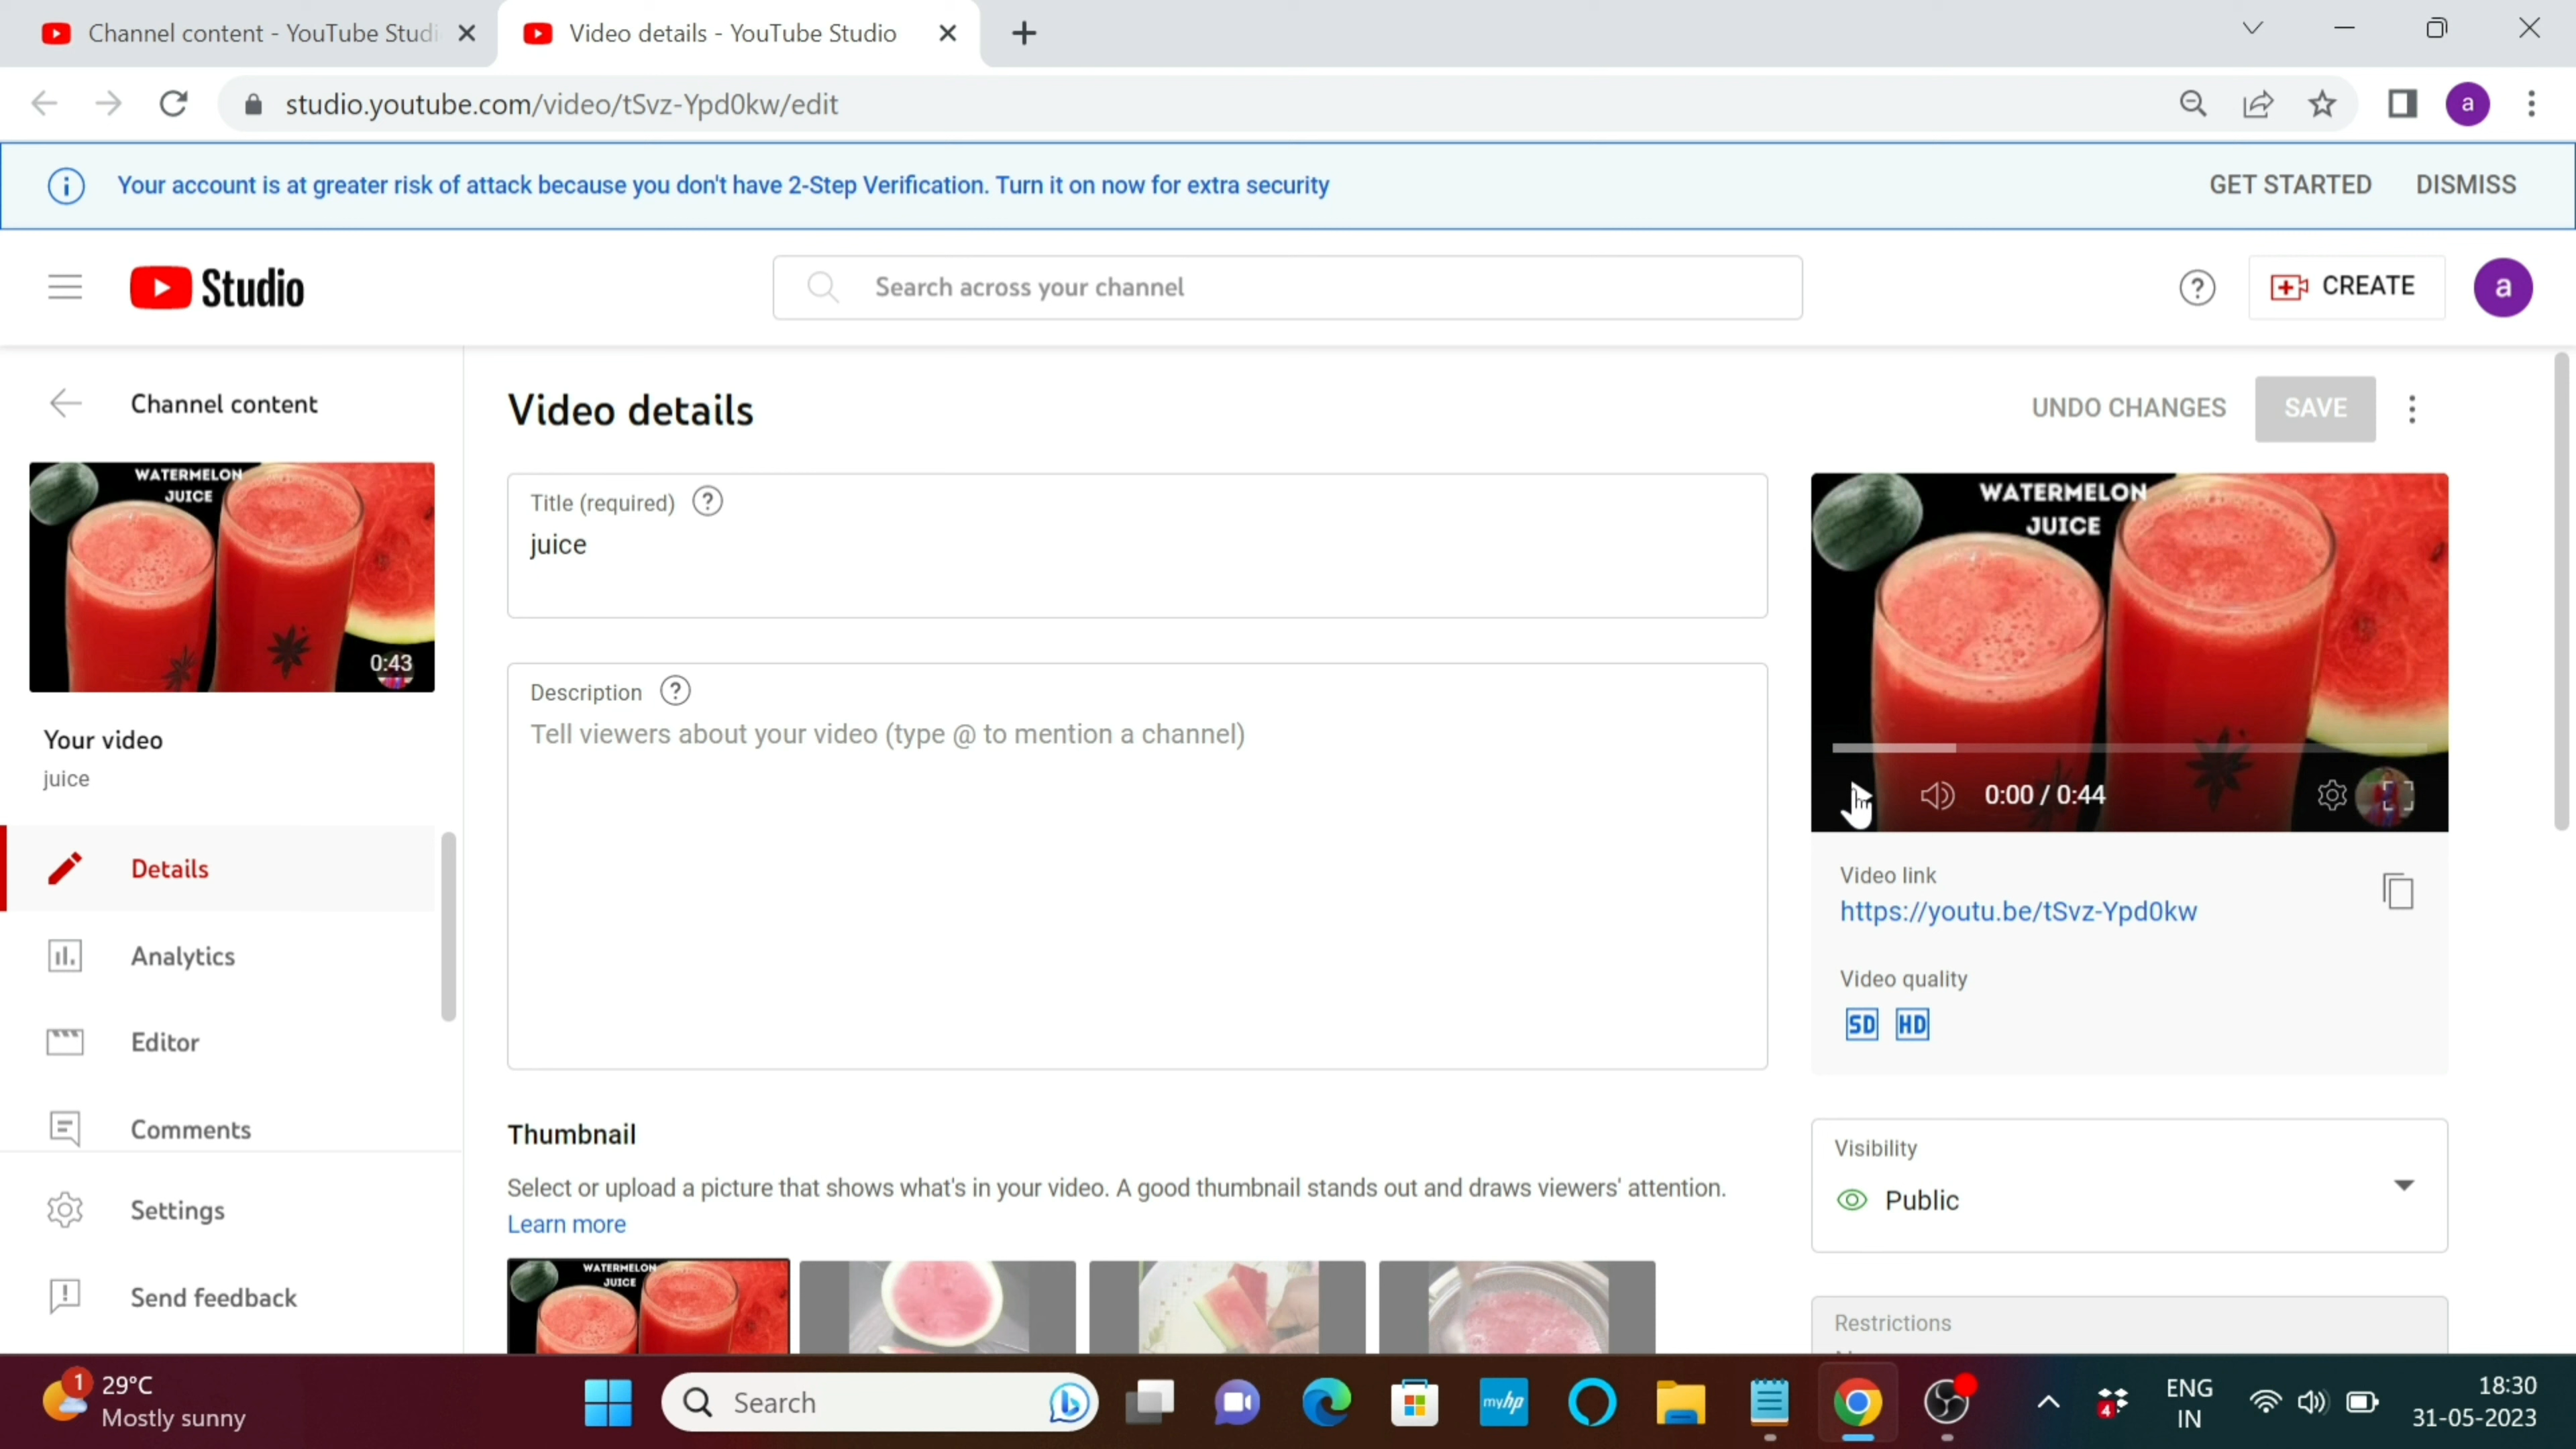 Channel content - YouTube Studi
Video details - YouTube Studio
studio.youtube.com/video/tSvz-Ypd0kw/edit
a
Your account is at greater risk of attack because you don't have 2-Step Verification. Turn it on now for extra security
GET STARTED
DISMISS
Studio
Search across your channel
CREATE
a
Channel content
WATERMELON
JUICE
0:43
Your video
juice
Details
Analytics
Editor
Comments
Settings
Send feedback
Video details
UNDO CHANGES
SAVE
Title (required)
juice
Description
Tell viewers about your video (type @ to mention a channel)
Thumbnail
Select or upload a picture that shows what's in your video. A good thumbnail stands out and draws viewers' attention.
Learn more
WATERMELON
JUICE
WATERMELON
JUICE
0:00 / 0:44
Video link
https://youtu.be/tSvz-Ypd0kw
Video quality
SD HD
Visibility
Public
Restrictions
1
29°C
Mostly sunny
Search
myhp
4
ENG
IN
18:30
31-05-2023